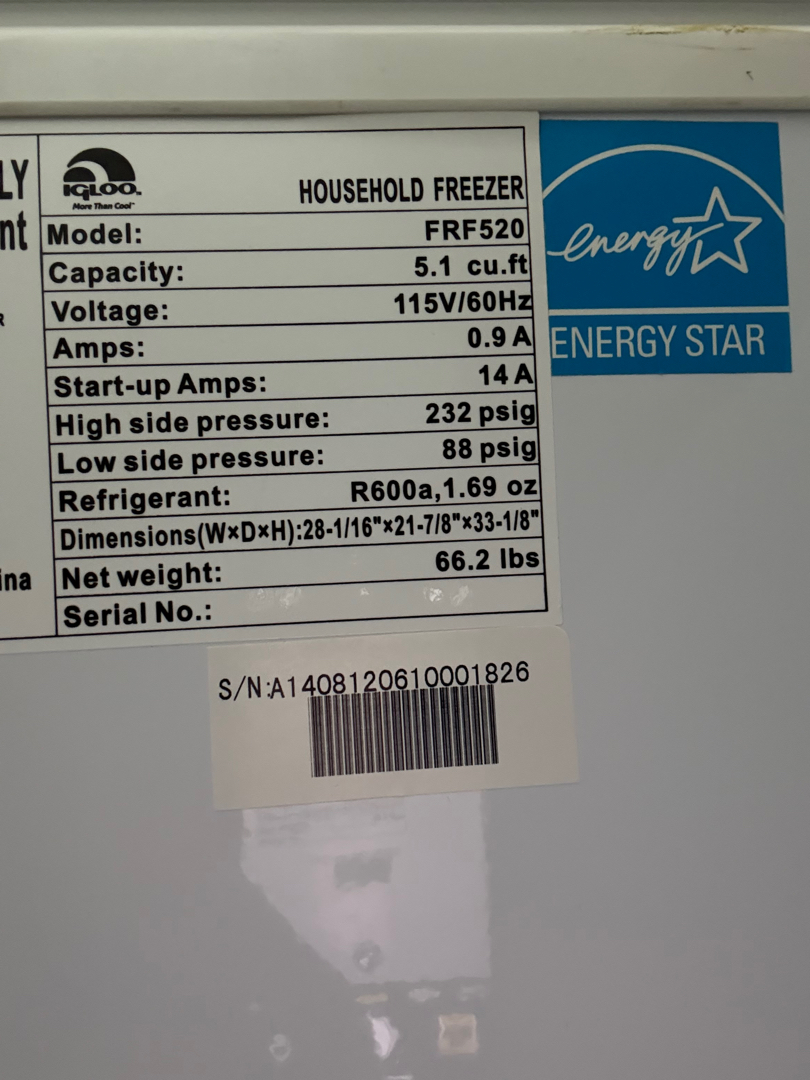 LY
nt
IGLOO.
More Than Cool™
HOUSEHOLD FREEZER
Model: FRF520
Capacity: 5.1 cu.ft
Voltage: 115V/60Hz
Amps: 0.9 A
Start-up Amps: 14 A
High side pressure: 232 psig
Low side pressure: 88 psig
Refrigerant: R600a,1.69 oz
Dimensions(W×D×H):28-1/16"×21-7/8"×33-1/8"
ina
Net weight: 66.2 lbs
Serial No.:
energy
ENERGY STAR
S/N:A1408120610001826